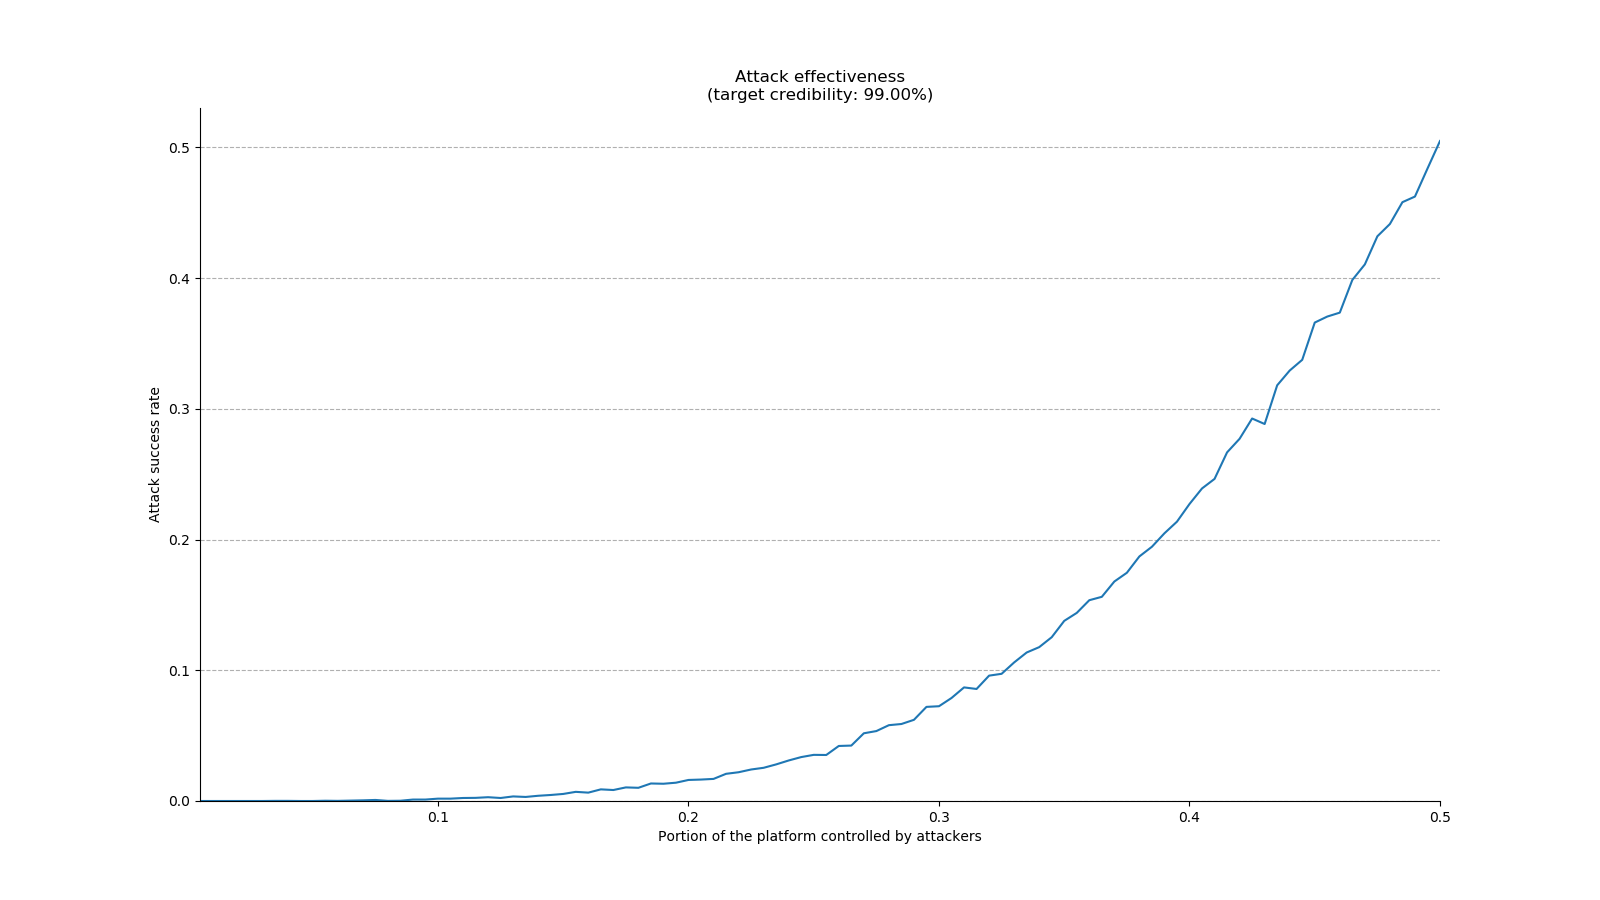 Attack effectiveness
(target credibility: 99.00%)
0.5
0.4
0.3
0.2
0.1
0.0
Attack success rate
0.1
0.2
0.3
0.4
0.5
Portion of the platform controlled by attackers